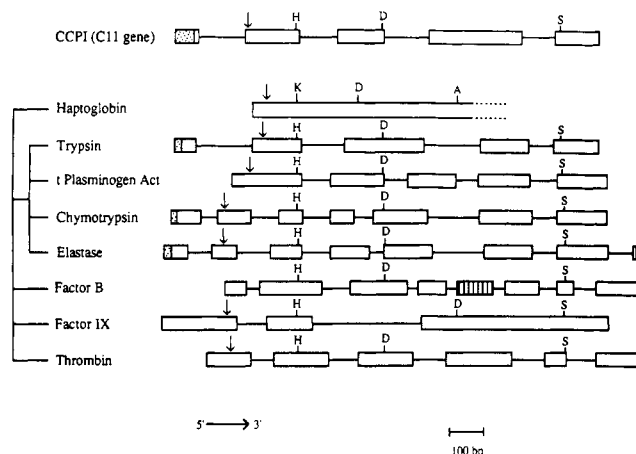 CCPI (C11 gene) H D S
Haptoglobin K D A
Trypsin H D S
t Plasminogen Act H D S
Chymotrypsin H D S
Elastase H D S
Factor B H D S
Factor IX H D S
Thrombin H D S
5' 3'
100 bp